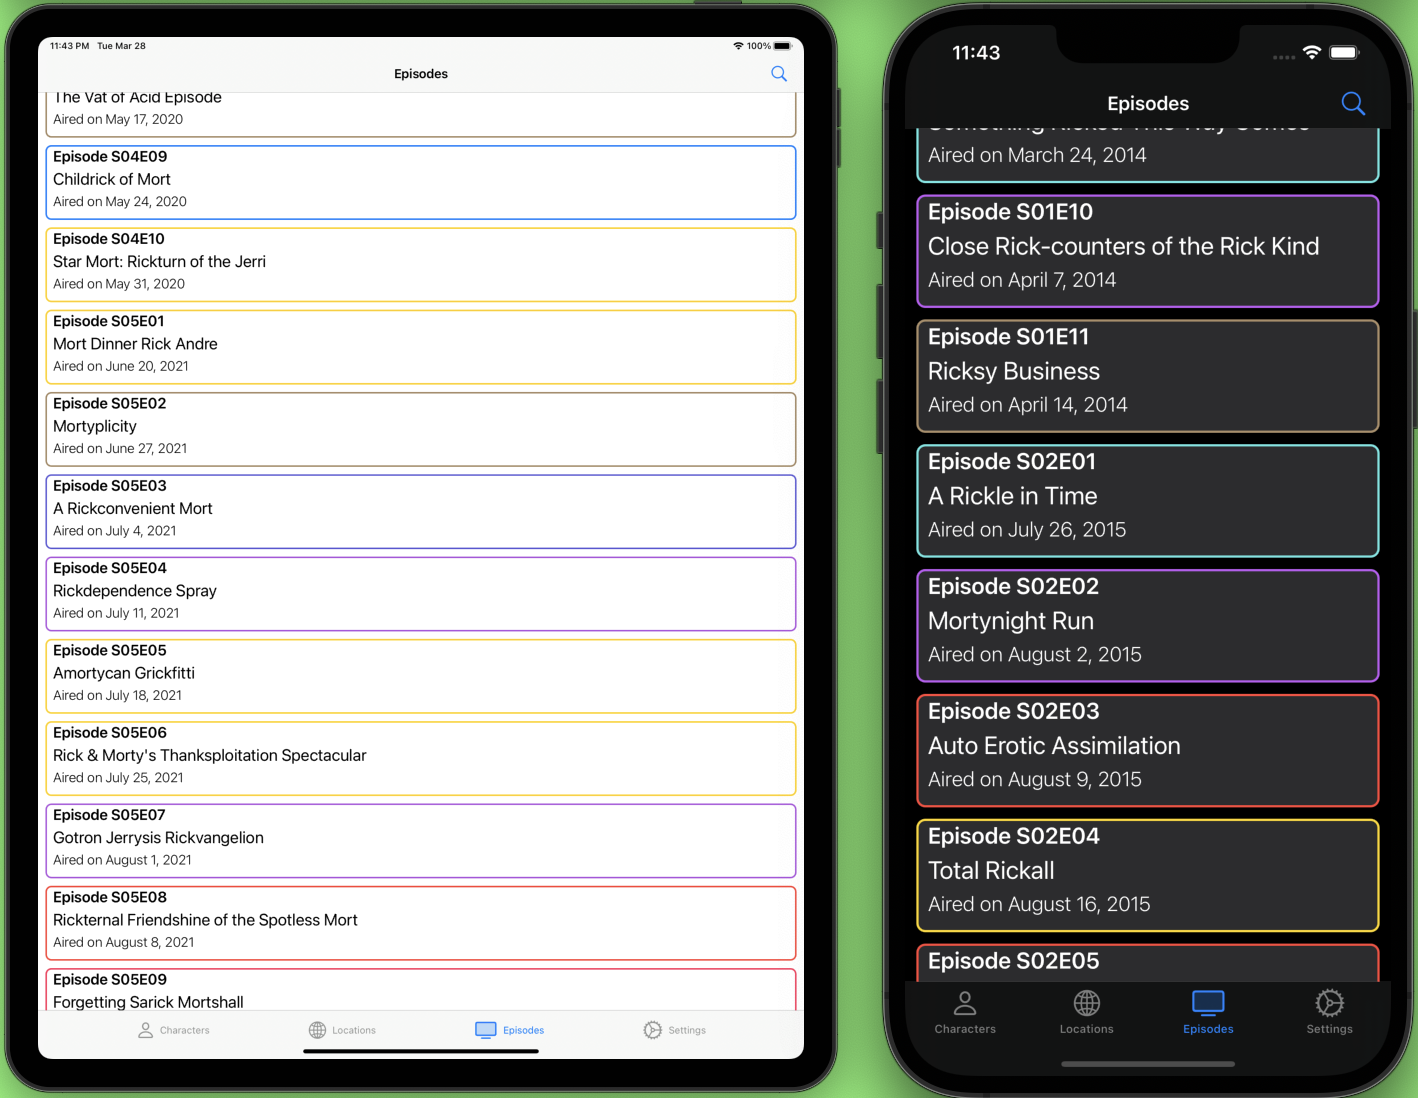 11:43 PM Tue Mar 28
100%
Episodes
The Vat of Acid Episode
Aired on May 17, 2020
Episode S04E09
Childrick of Mort
Aired on May 24, 2020
Episode S04E10
Star Mort: Rickturn of the Jerri
Aired on May 31, 2020
Episode S05E01
Mort Dinner Rick Andre
Aired on June 20, 2021
Episode S05E02
Mortyplicity
Aired on June 27, 2021
Episode S05E03
A Rickconvenient Mort
Aired on July 4, 2021
Episode S05E04
Rickdependence Spray
Aired on July 11, 2021
Episode S05E05
Amortycan Grickfitti
Aired on July 18, 2021
Episode S05E06
Rick & Morty's Thanksploitation Spectacular
Aired on July 25, 2021
Episode S05E07
Gotron Jerrysis Rickvangelion
Aired on August 1, 2021
Episode S05E08
Rickternal Friendshine of the Spotless Mort
Aired on August 8, 2021
Episode S05E09
Forgetting Sarick Mortshall
Characters
Locations
Episodes
Settings
11:43
Episodes
Something Ricked This Way Comes
Aired on March 24, 2014
Episode S01E10
Close Rick-counters of the Rick Kind
Aired on April 7, 2014
Episode S01E11
Ricksy Business
Aired on April 14, 2014
Episode S02E01
A Rickle in Time
Aired on July 26, 2015
Episode S02E02
Mortynight Run
Aired on August 2, 2015
Episode S02E03
Auto Erotic Assimilation
Aired on August 9, 2015
Episode S02E04
Total Rickall
Aired on August 16, 2015
Episode S02E05
Characters
Locations
Episodes
Settings